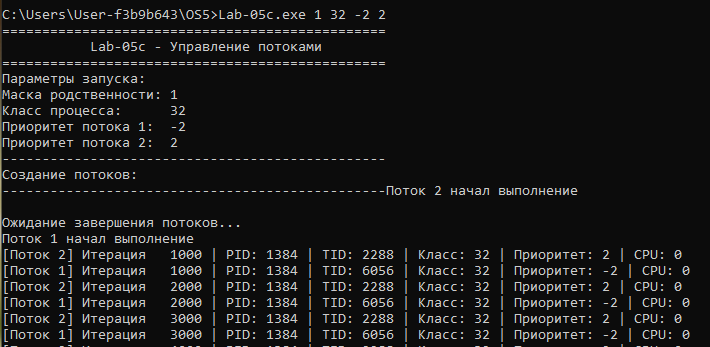 C:\Users\User-f3b9b643\OS5>Lab-05c.exe 1 32 -2 2
================================================
Lab-05c - Управление потоками
================================================
Параметры запуска:
Маска родственности: 1
Класс процесса:      32
Приоритет потока 1:  -2
Приоритет потока 2:  2
------------------------------------------------
Создание потоков:
------------------------------------------------Поток 2 начал выполнение
Ожидание завершения потоков...
Поток 1 начал выполнение
[Поток 2] Итерация   1000 | PID: 1384 | TID: 2288 | Класс: 32 | Приоритет: 2 | CPU: 0
[Поток 1] Итерация   1000 | PID: 1384 | TID: 6056 | Класс: 32 | Приоритет: -2 | CPU: 0
[Поток 2] Итерация   2000 | PID: 1384 | TID: 2288 | Класс: 32 | Приоритет: 2 | CPU: 0
[Поток 1] Итерация   2000 | PID: 1384 | TID: 6056 | Класс: 32 | Приоритет: -2 | CPU: 0
[Поток 2] Итерация   3000 | PID: 1384 | TID: 2288 | Класс: 32 | Приоритет: 2 | CPU: 0
[Поток 1] Итерация   3000 | PID: 1384 | TID: 6056 | Класс: 32 | Приоритет: -2 | CPU: 0